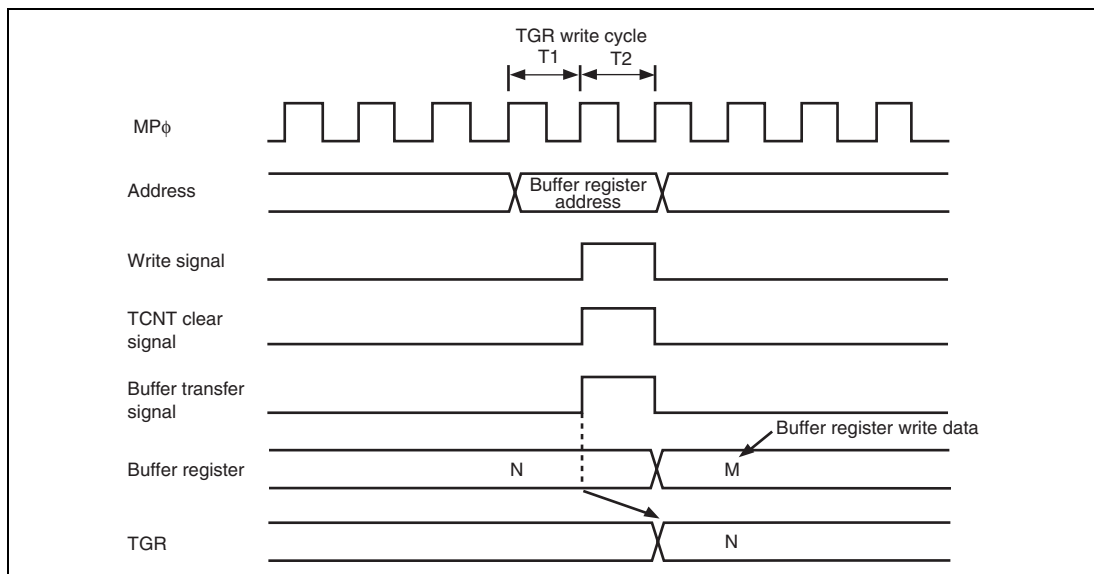 TGR write cycle
T1 T2
MPϕ
Address
Buffer register
address
Write signal
TCNT clear
signal
Buffer transfer
signal
Buffer register write data
Buffer register
N M
TGR
N